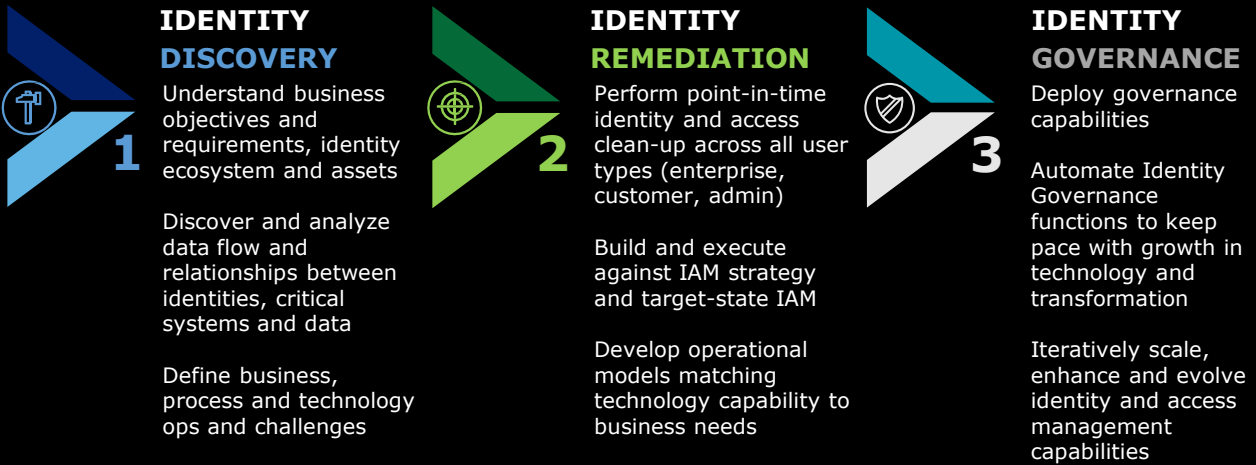 IDENTITY
DISCOVERY
Understand business
objectives and
requirements, identity
ecosystem and assets
Discover and analyze
data flow and
relationships between
identities, critical
systems and data
Define business,
process and technology
ops and challenges
1
IDENTITY
REMEDIATION
Perform point-in-time
identity and access
clean-up across all user
types (enterprise,
customer, admin)
Build and execute
against IAM strategy
and target-state IAM
Develop operational
models matching
technology capability to
business needs
2
IDENTITY
GOVERNANCE
Deploy governance
capabilities
Automate Identity
Governance
functions to keep
pace with growth in
technology and
transformation
Iteratively scale,
enhance and evolve
identity and access
management
capabilities
3